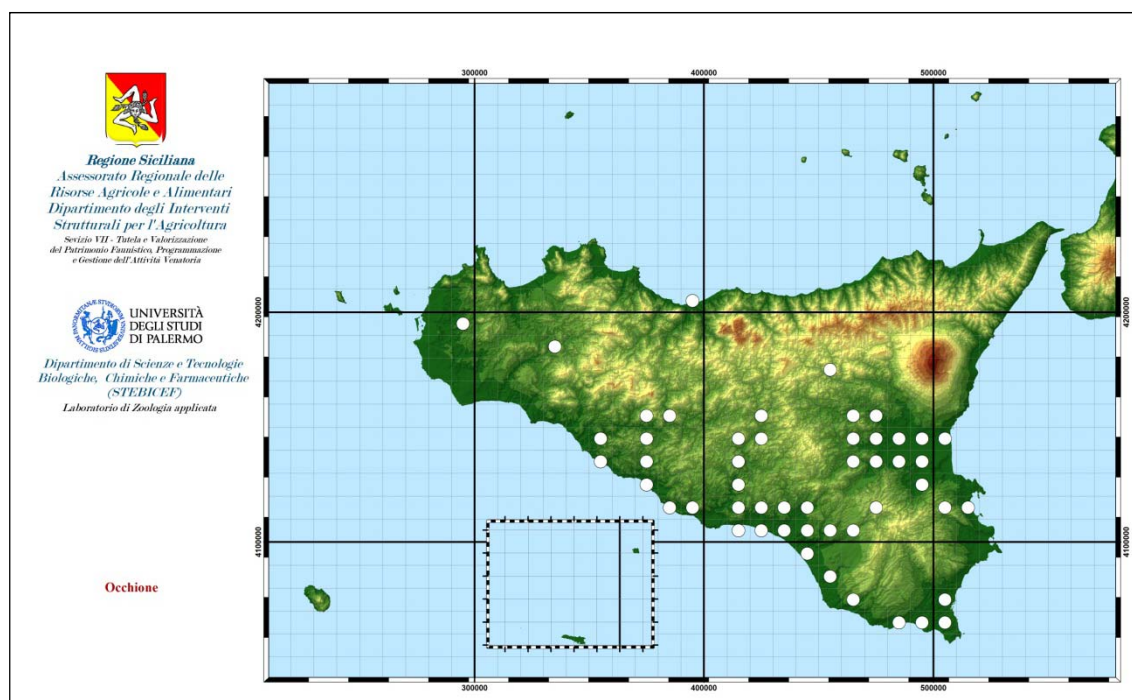 Regione Siciliana
Assessorato Regionale delle
Risorse Agricole e Alimentari
Dipartimento degli Interventi
Strutturali per l'Agricoltura
Sevizio VII - Tutela e Valorizzazione
del Patrimonio Faunistico, Programmazione
e Gestione dell'Attività Venatoria
UNIVERSITÀ
DEGLI STUDI
DI PALERMO
Dipartimento di Scienze e Tecnologie
Biologiche, Chimiche e Farmaceutiche
(STEBICEF)
Laboratorio di Zoologia applicata
Occhione
300000
400000
500000
4200000
4200000
4100000
4100000
300000
400000
500000